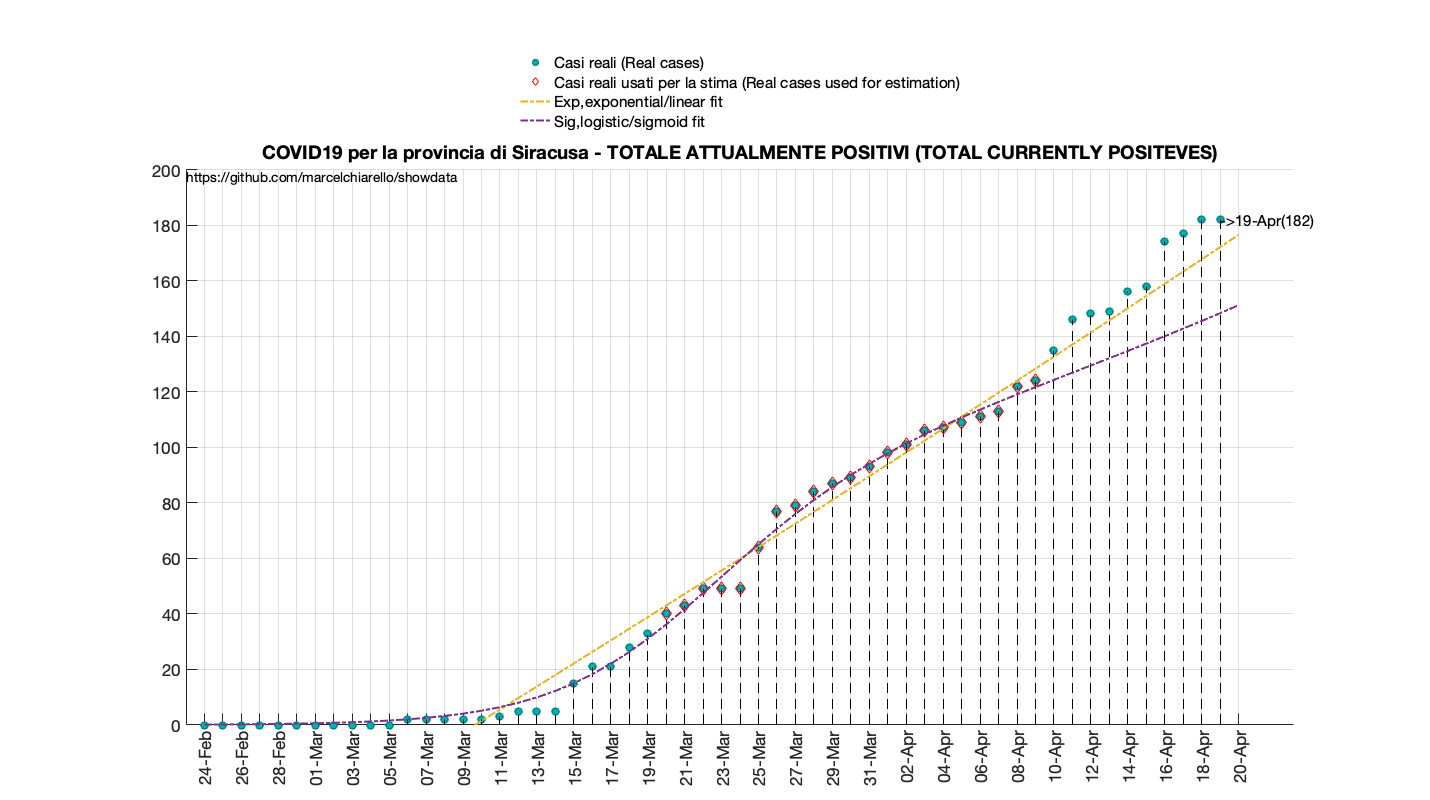 Casi reali (Real cases)
Casi reali usati per la stima (Real cases used for estimation)
Exp,exponential/linear fit
Sig,logistic/sigmoid fit
COVID19 per la provincia di Siracusa - TOTALE ATTUALMENTE POSITIVI (TOTAL CURRENTLY POSITEVES)
https://github.com/marcelchiarello/showdata
200
180
160
140
120
100
80
60
40
20
0
->19-Apr(182)
24-Feb
26-Feb
28-Feb
01-Mar
03-Mar
05-Mar
07-Mar
09-Mar
11-Mar
13-Mar
15-Mar
17-Mar
19-Mar
21-Mar
23-Mar
25-Mar
27-Mar
29-Mar
31-Mar
02-Apr
04-Apr
06-Apr
08-Apr
10-Apr
12-Apr
14-Apr
16-Apr
18-Apr
20-Apr